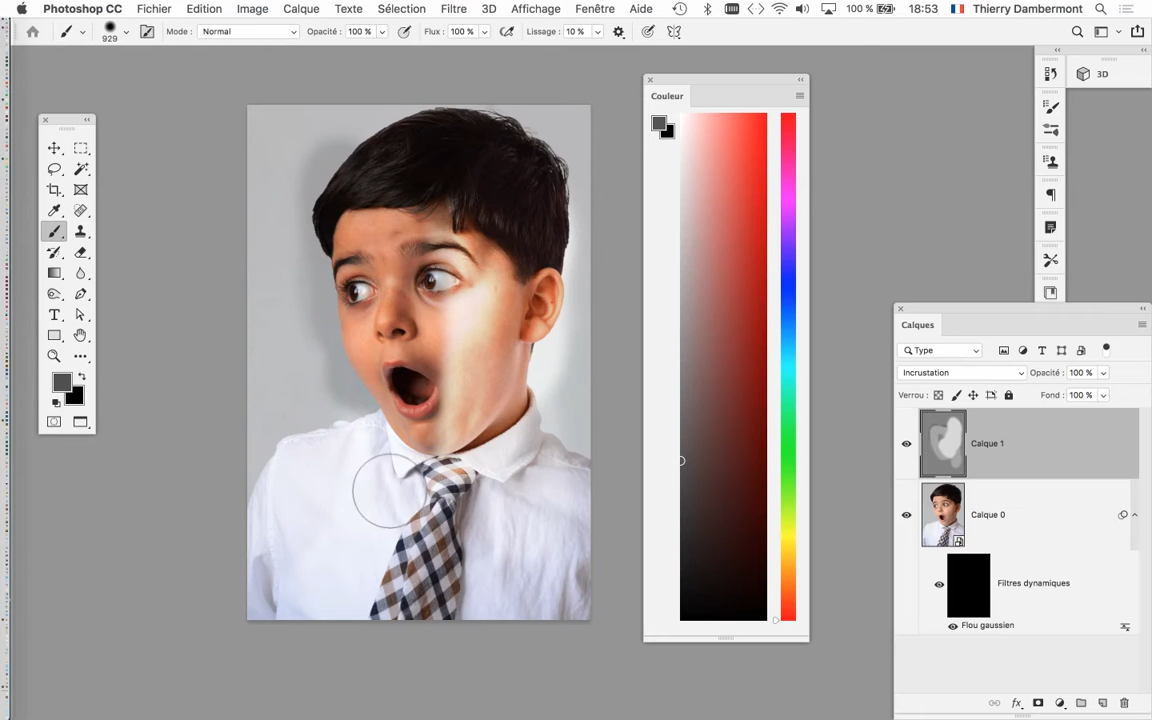 Photoshop CC Fichier Edition Image Calque Texte Sélection Filtre 3D Affichage Fenêtre Aide 100 % 18:53 Thierry Dambermont
929 Mode : Normal Opacité : 100 % Flux : 100 % Lissage : 10 %
3D
Couleur
Calques
Type
Incrustation Opacité : 100 %
Verrou : Fond : 100 %
Calque 1
Calque 0
Filtres dynamiques
Flou gaussien
fx